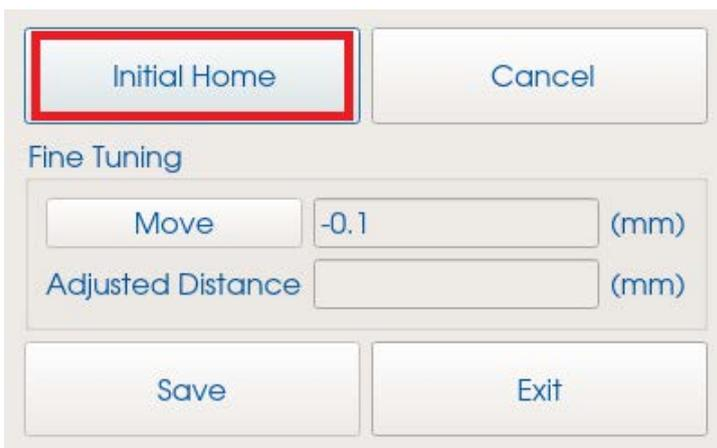 Initial Home Cancel
Fine Tuning
Move -0.1 (mm)
Adjusted Distance (mm)
Save Exit